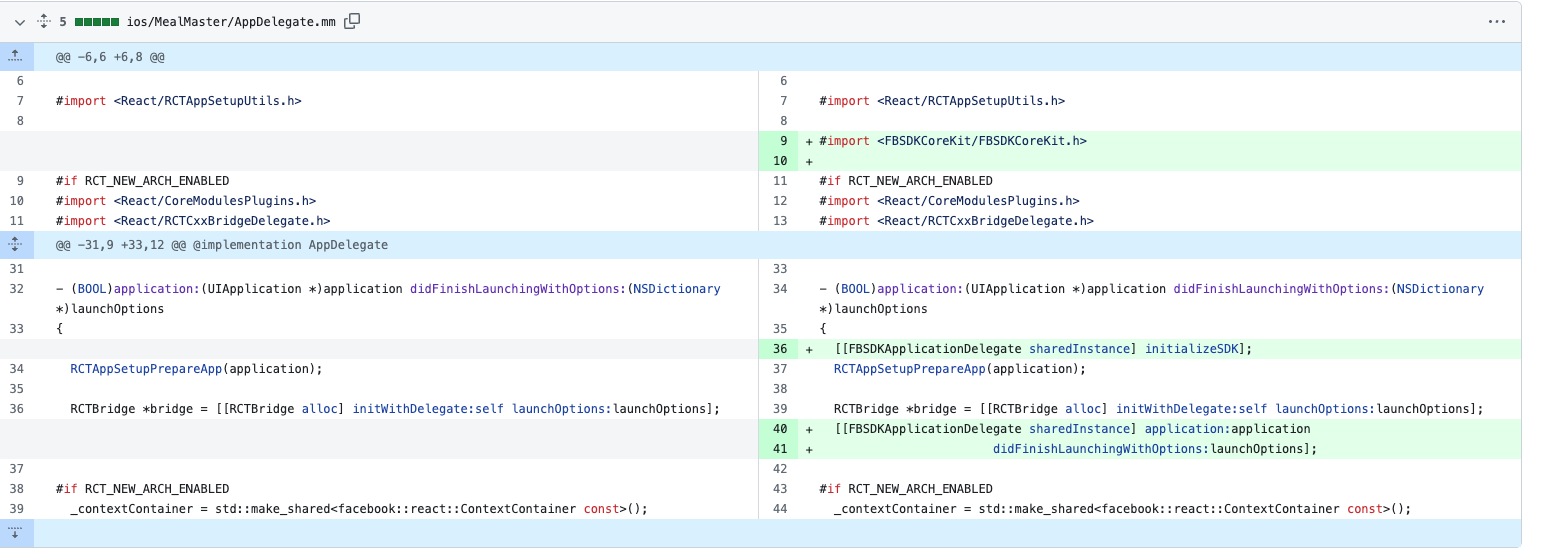 5 ios/MealMaster/AppDelegate.mm ...
@@ -6,6 +6,8 @@
6 6
7 #import <React/RCTAppSetupUtils.h> 7 #import <React/RCTAppSetupUtils.h>
8 8
9 + #import <FBSDKCoreKit/FBSDKCoreKit.h>
10 +
9 #if RCT_NEW_ARCH_ENABLED 11 #if RCT_NEW_ARCH_ENABLED
10 #import <React/CoreModulesPlugins.h> 12 #import <React/CoreModulesPlugins.h>
11 #import <React/RCTCxxBridgeDelegate.h> 13 #import <React/RCTCxxBridgeDelegate.h>
@@ -31,9 +33,12 @@ @implementation AppDelegate
31 33
32 - (BOOL)application:(UIApplication *)application didFinishLaunchingWithOptions:(NSDictionary 34 - (BOOL)application:(UIApplication *)application didFinishLaunchingWithOptions:(NSDictionary
*)launchOptions *)launchOptions
33 { 35 {
36 + [[FBSDKApplicationDelegate sharedInstance] initializeSDK];
34 RCTAppSetupPrepareApp(application); 37 RCTAppSetupPrepareApp(application);
35 38
36 RCTBridge *bridge = [[RCTBridge alloc] initWithDelegate:self launchOptions:launchOptions]; 39 RCTBridge *bridge = [[RCTBridge alloc] initWithDelegate:self launchOptions:launchOptions];
40 + [[FBSDKApplicationDelegate sharedInstance] application:application
41 + didFinishLaunchingWithOptions:launchOptions];
37 42
38 #if RCT_NEW_ARCH_ENABLED 43 #if RCT_NEW_ARCH_ENABLED
39 _contextContainer = std::make_shared<facebook::react::ContextContainer const>(); 44 _contextContainer = std::make_shared<facebook::react::ContextContainer const>();